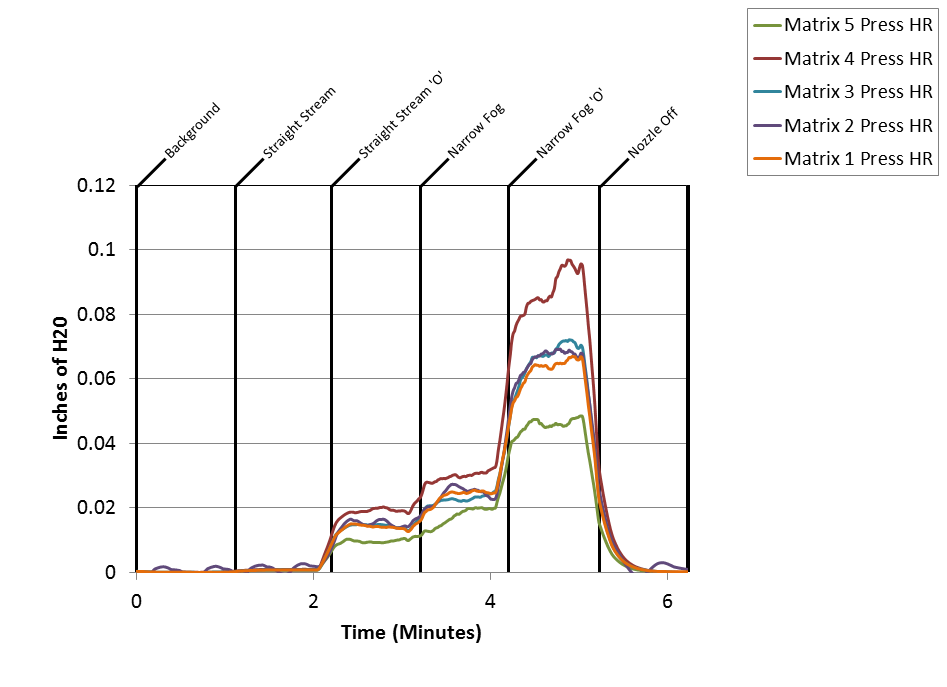 Matrix 5 Press HR
Matrix 4 Press HR
Matrix 3 Press HR
Matrix 2 Press HR
Matrix 1 Press HR
Background
Straight Stream
Straight Stream 'O'
Narrow Fog
Narrow Fog 'O'
Nozzle Off
0.12
0.1
0.08
0.06
0.04
0.02
0
Inches of H20
0 2 4 6
Time (Minutes)